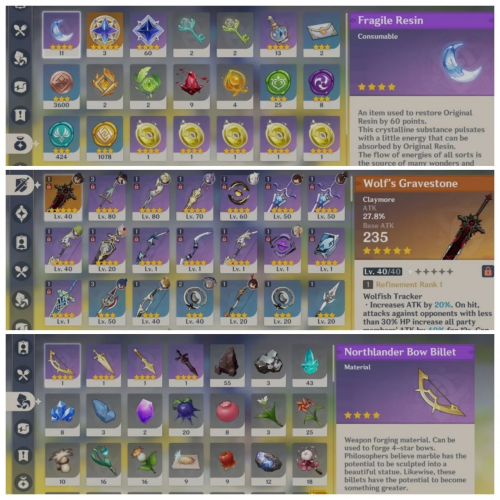 Fragile Resin
Consumable
11 3 60 2 2 13 2
3600 2 2 9 4 25 8
424 1078 1 1 1 1 1
An item used to restore Original
Resin by 60 points.
This crystalline substance pulsates
with a little energy that can be
absorbed by Original Resin.
The flow of energies of all sorts is
the source of many wonders and
Wolf's Gravestone
Claymore
ATK
27.8%
Base ATK
235
Lv. 40 Lv. 80 Lv. 80 Lv. 70 Lv. 60 Lv. 50 Lv. 50
Lv. 40 Lv. 20 Lv. 1 Lv. 1 Lv. 1 Lv. 1 Lv. 1
Lv. 1 Lv. 50 Lv. 40 Lv. 40 Lv. 20 Lv. 20 Lv. 20
Lv. 40/40
1 Refinement Rank 1
Wolfish Tracker
· Increases ATK by 20%. On hit,
attacks against opponents with less
than 30% HP increase all party
Northlander Bow Billet
Material
1 1 1 1 55 3 43
8 3 2 20 8 3 25
10 16 16 9 12 18
Weapon forging material. Can be
used to forge 4-star bows.
Philosophers believe marble has the
potential to be sculpted into a
beautiful statue. Likewise, these
billets have the potential to become
something greater.